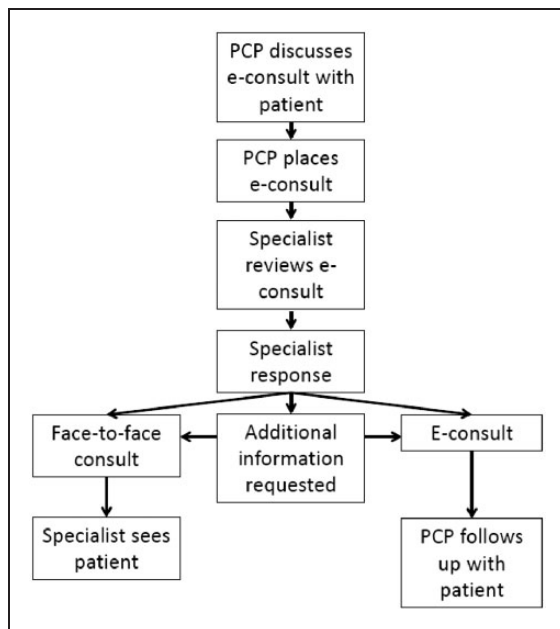 PCP discusses
e-consult with
patient
PCP places
e-consult
Specialist
reviews e-
consult
Specialist
response
Face-to-face
consult
Additional
information
requested
E-consult
Specialist sees
patient
PCP follows
up with
patient